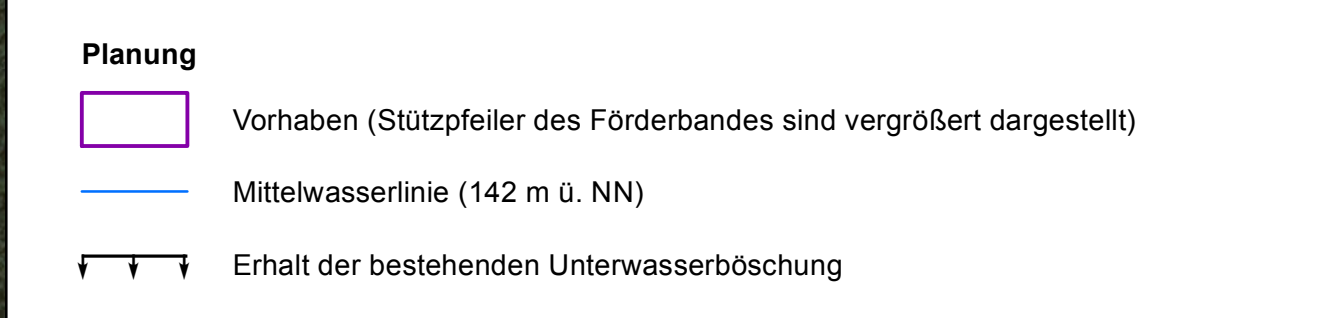 Planung
Vorhaben (Stützpfeiler des Förderbandes sind vergrößert dargestellt)
Mittelwasserlinie (142 m ü. NN)
Erhalt der bestehenden Unterwasserböschung